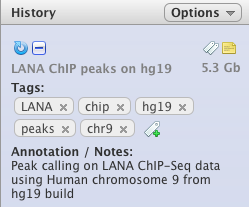 History
Options
LANA ChIP peaks on hg19 5.3 Gb
Tags:
LANA x chip x hg19 x
peaks x chr9 x
Annotation / Notes:
Peak calling on LANA ChIP-Seq data
using Human chromosome 9 from
hg19 build